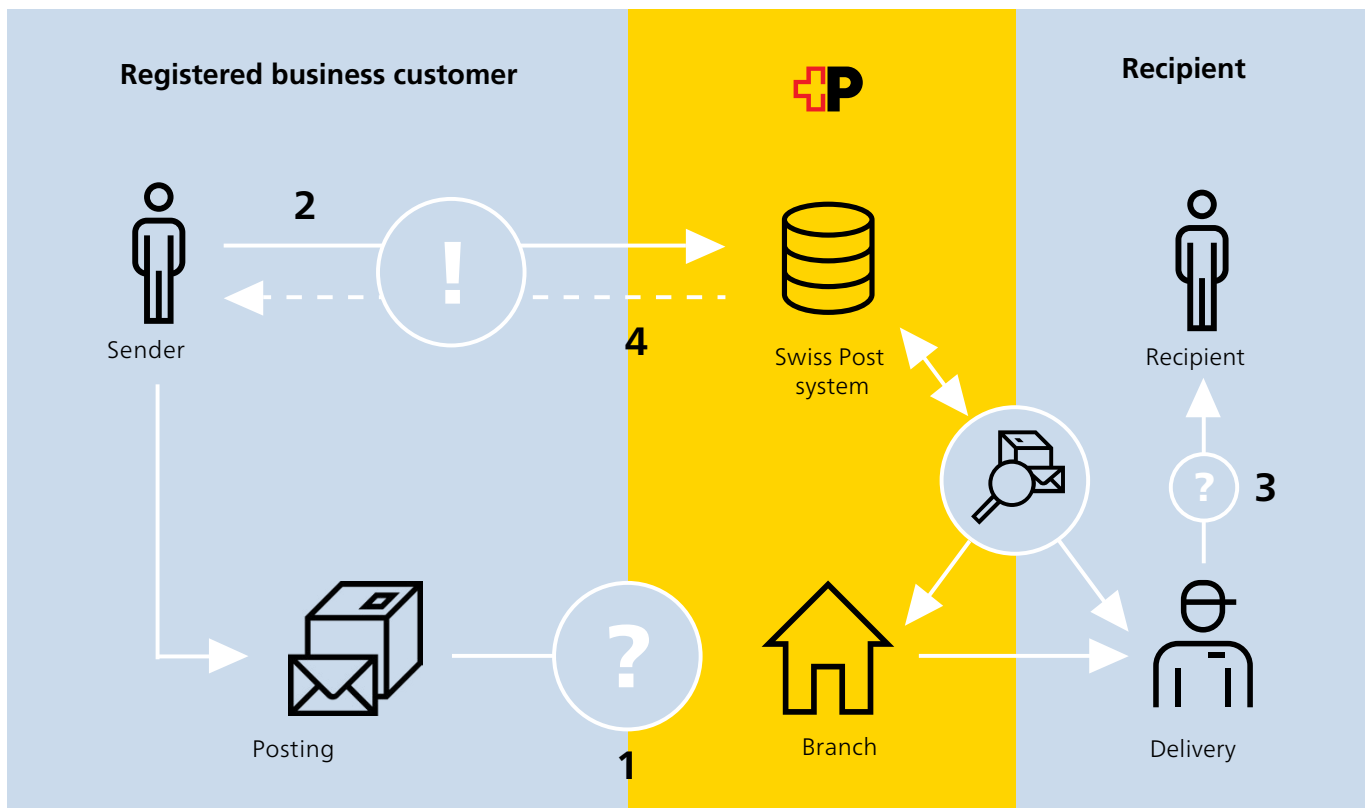 Registered business customer
P
Recipient
2
!
4
Sender
Swiss Post
system
Recipient
?
3
?
1
Posting
Branch
Delivery